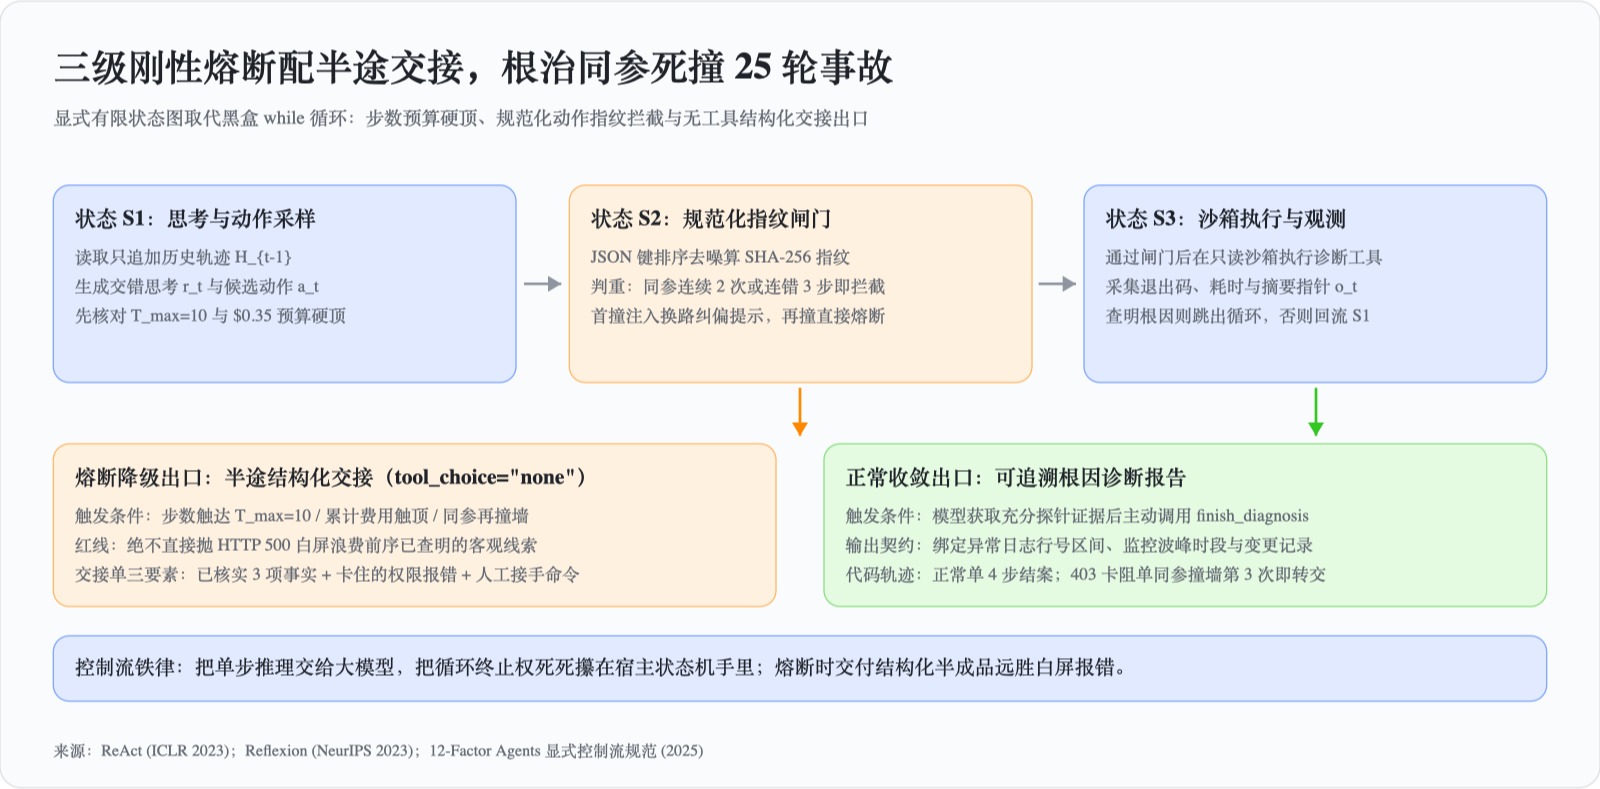 三级刚性熔断配半途交接，根治同参死撞 25 轮事故
显式有限状态图取代黑盒 while 循环：步数预算硬顶、规范化动作指纹拦截与无工具结构化交接出口
状态 S1：思考与动作采样
读取只追加历史轨迹 H_{t-1}
生成交错思考 r_t 与候选动作 a_t
先核对 T_max=10 与 $0.35 预算硬顶
状态 S2：规范化指纹闸门
JSON 键排序去噪算 SHA-256 指纹
判重：同参连续 2 次或连错 3 步即拦截
首撞注入换路纠偏提示，再撞直接熔断
状态 S3：沙箱执行与观测
通过闸门后在只读沙箱执行诊断工具
采集退出码、耗时与摘要指针 o_t
查明根因则跳出循环，否则回流 S1
熔断降级出口：半途结构化交接（tool_choice="none"）
触发条件：步数触达 T_max=10 / 累计费用触顶 / 同参再撞墙
红线：绝不直接抛 HTTP 500 白屏浪费前序已查明的客观线索
交接单三要素：已核实 3 项事实 + 卡住的权限报错 + 人工接手命令
正常收敛出口：可追溯根因诊断报告
触发条件：模型获取充分探针证据后主动调用 finish_diagnosis
输出契约：绑定异常日志行号区间、监控波峰时段与变更记录
代码轨迹：正常单 4 步结案；403 卡阻单同参撞墙第 3 次即转交
控制流铁律：把单步推理交给大模型，把循环终止权死死攥在宿主状态机手里；熔断时交付结构化半成品远胜白屏报错。
来源：ReAct (ICLR 2023)；Reflexion (NeurIPS 2023)；12-Factor Agents 显式控制流规范 (2025)